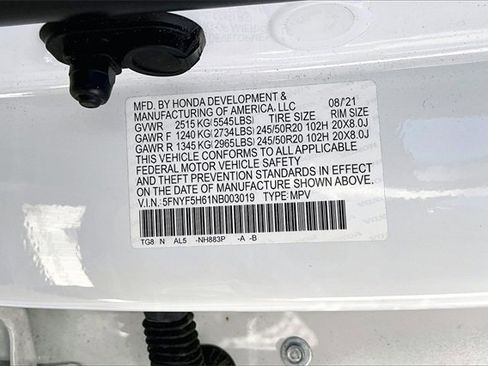 MFD. BY HONDA DEVELOPMENT &
MANUFACTURING OF AMERICA, LLC 08/'21
GVWR 2515 KG( 5545LBS) TIRE SIZE RIM SIZE
GAWR F 1240 KG( 2734LBS) 245/50R20 102H 20X8.0J
GAWR R 1345 KG( 2965LBS) 245/50R20 102H 20X8.0J
THIS VEHICLE CONFORMS TO ALL APPLICABLE
FEDERAL MOTOR VEHICLE SAFETY
AND THEFT PREVENTION STANDARDS IN EFFECT
ON THE DATE OF MANUFACTURE SHOWN ABOVE.
V.I.N.: 5FNYF5H61NB003019 TYPE: MPV
TG8 N AL5 -NH883P -A -B